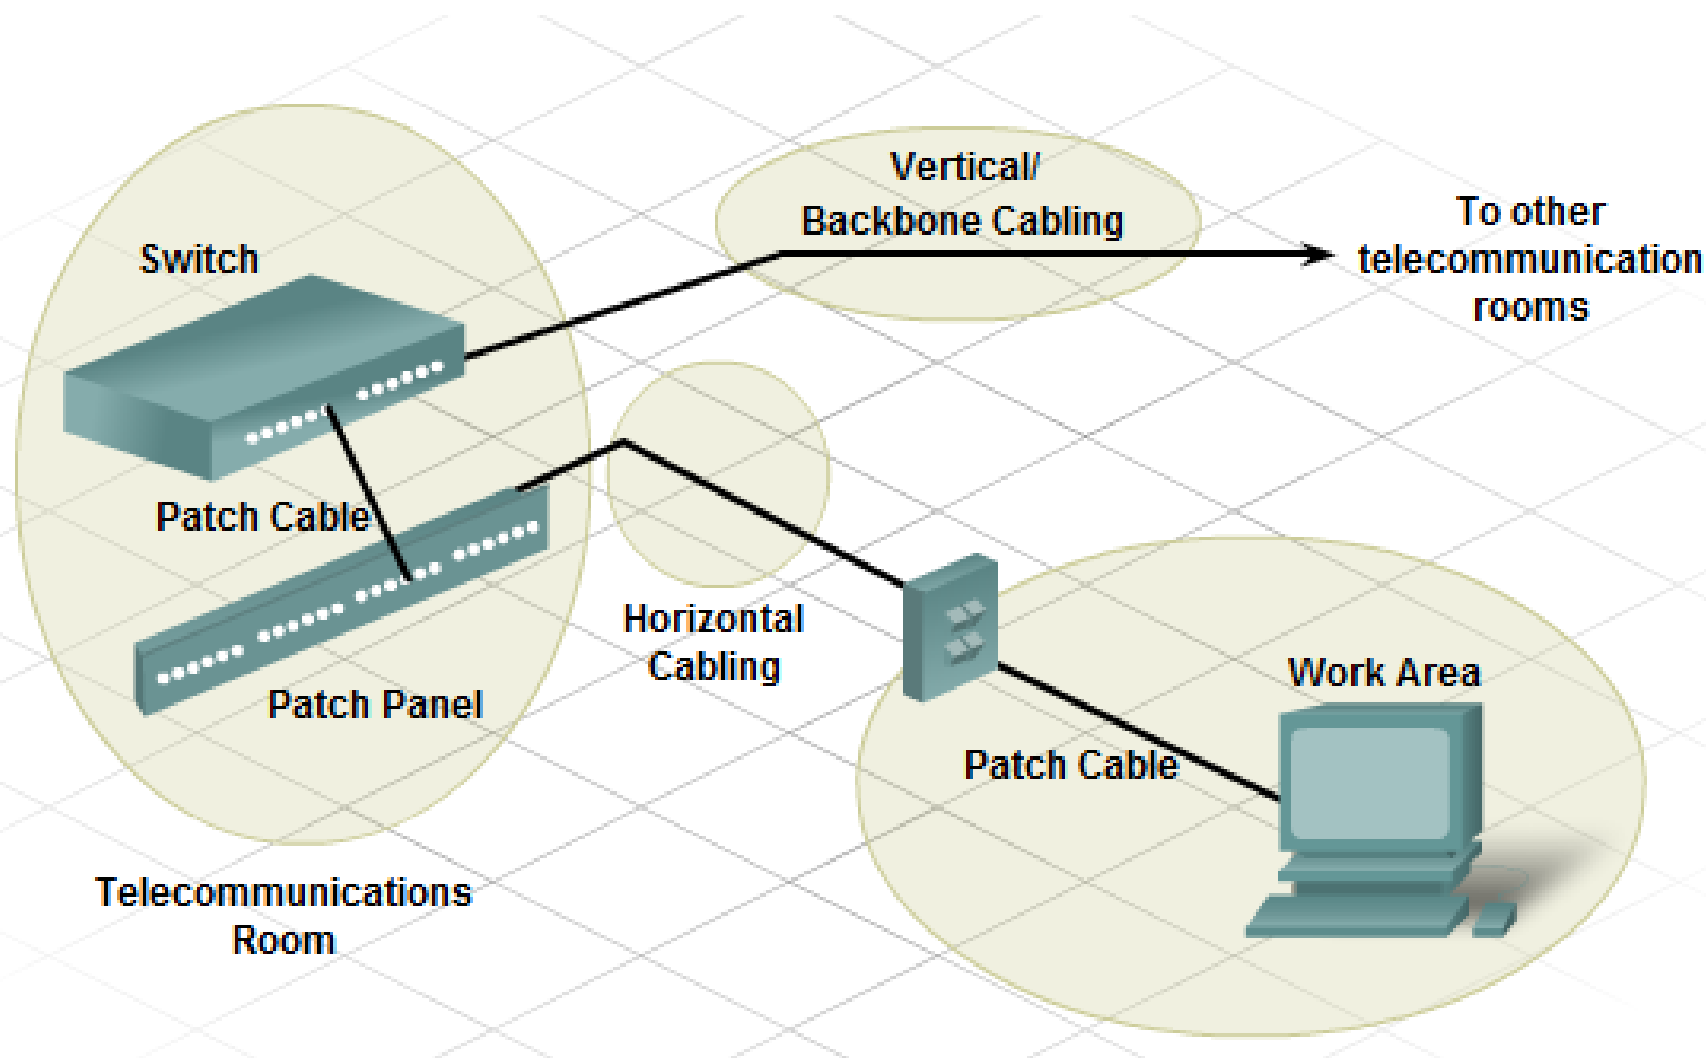 Vertical/
Backbone Cabling
To other
telecommunication
rooms
Switch
Patch Cable
Patch Panel
Horizontal
Cabling
Work Area
Patch Cable
Telecommunications
Room